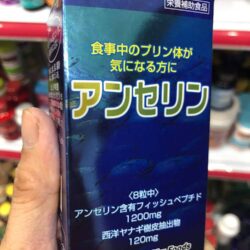 栄養補助食品
食事中のプリン体が
気になる方に
アンセリン
<8粒中>
アンセリン含有フィッシュペプチド
1200mg
西洋ヤナギ樹皮抽出物
120mg